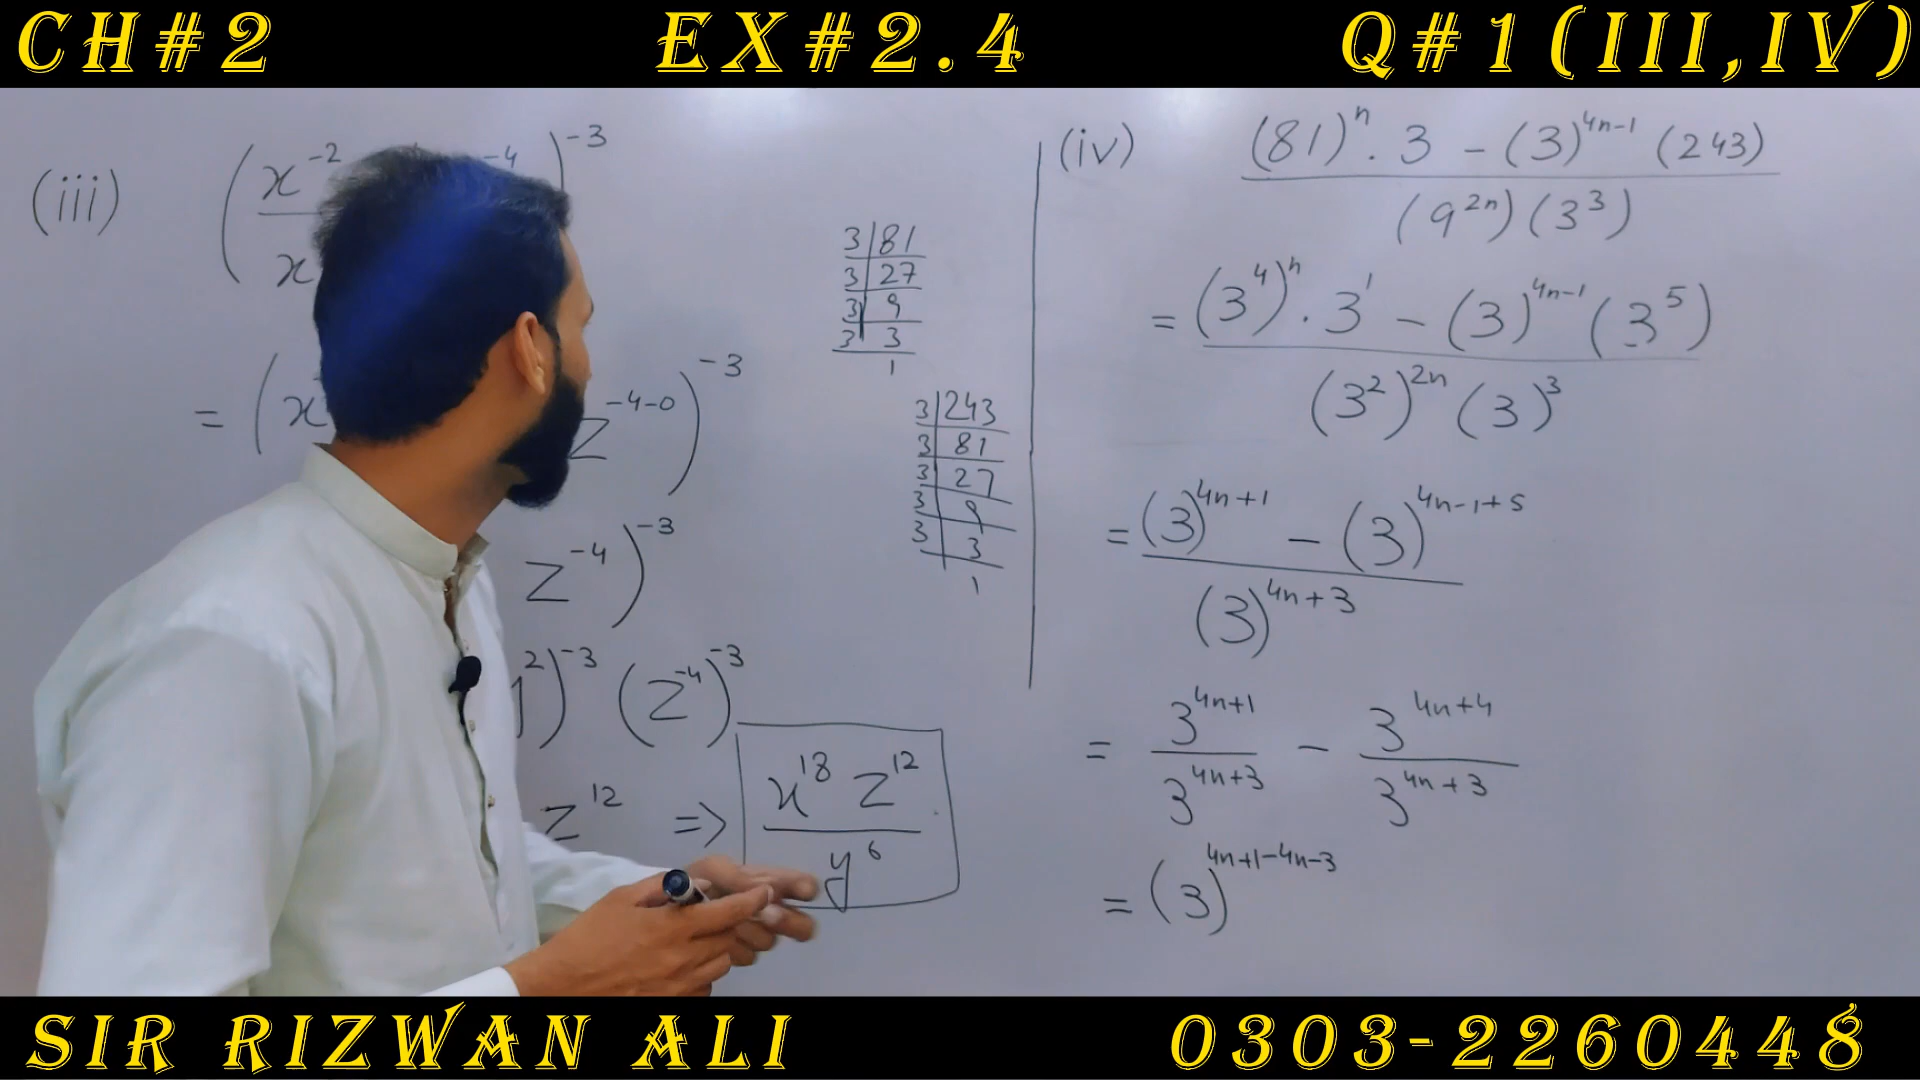 CH#2 EX#2.4 Q#1(III,IV)
(iii) (x^-2 -4)^-3
x
= (x z^-4-0)^-3
z^-4)^-3
2)^-3 (z^-4)^-3
z^12 => x^18 z^12
y^6
3 81
3 27
3 9
3 3
1
3 243
3 81
3 27
3 9
3 3
1
(iv) (81)^n . 3 - (3)^4n-1 (243)
(9^2n) (3^3)
= (3^4)^n . 3^1 - (3)^4n-1 (3^5)
(3^2)^2n (3)^3
= (3)^4n+1 - (3)^4n-1+5
(3)^4n+3
= 3^4n+1 - 3^4n+4
3^4n+3 3^4n+3
= (3)^4n+1-4n-3
SIR RIZWAN ALI 0303-2260448